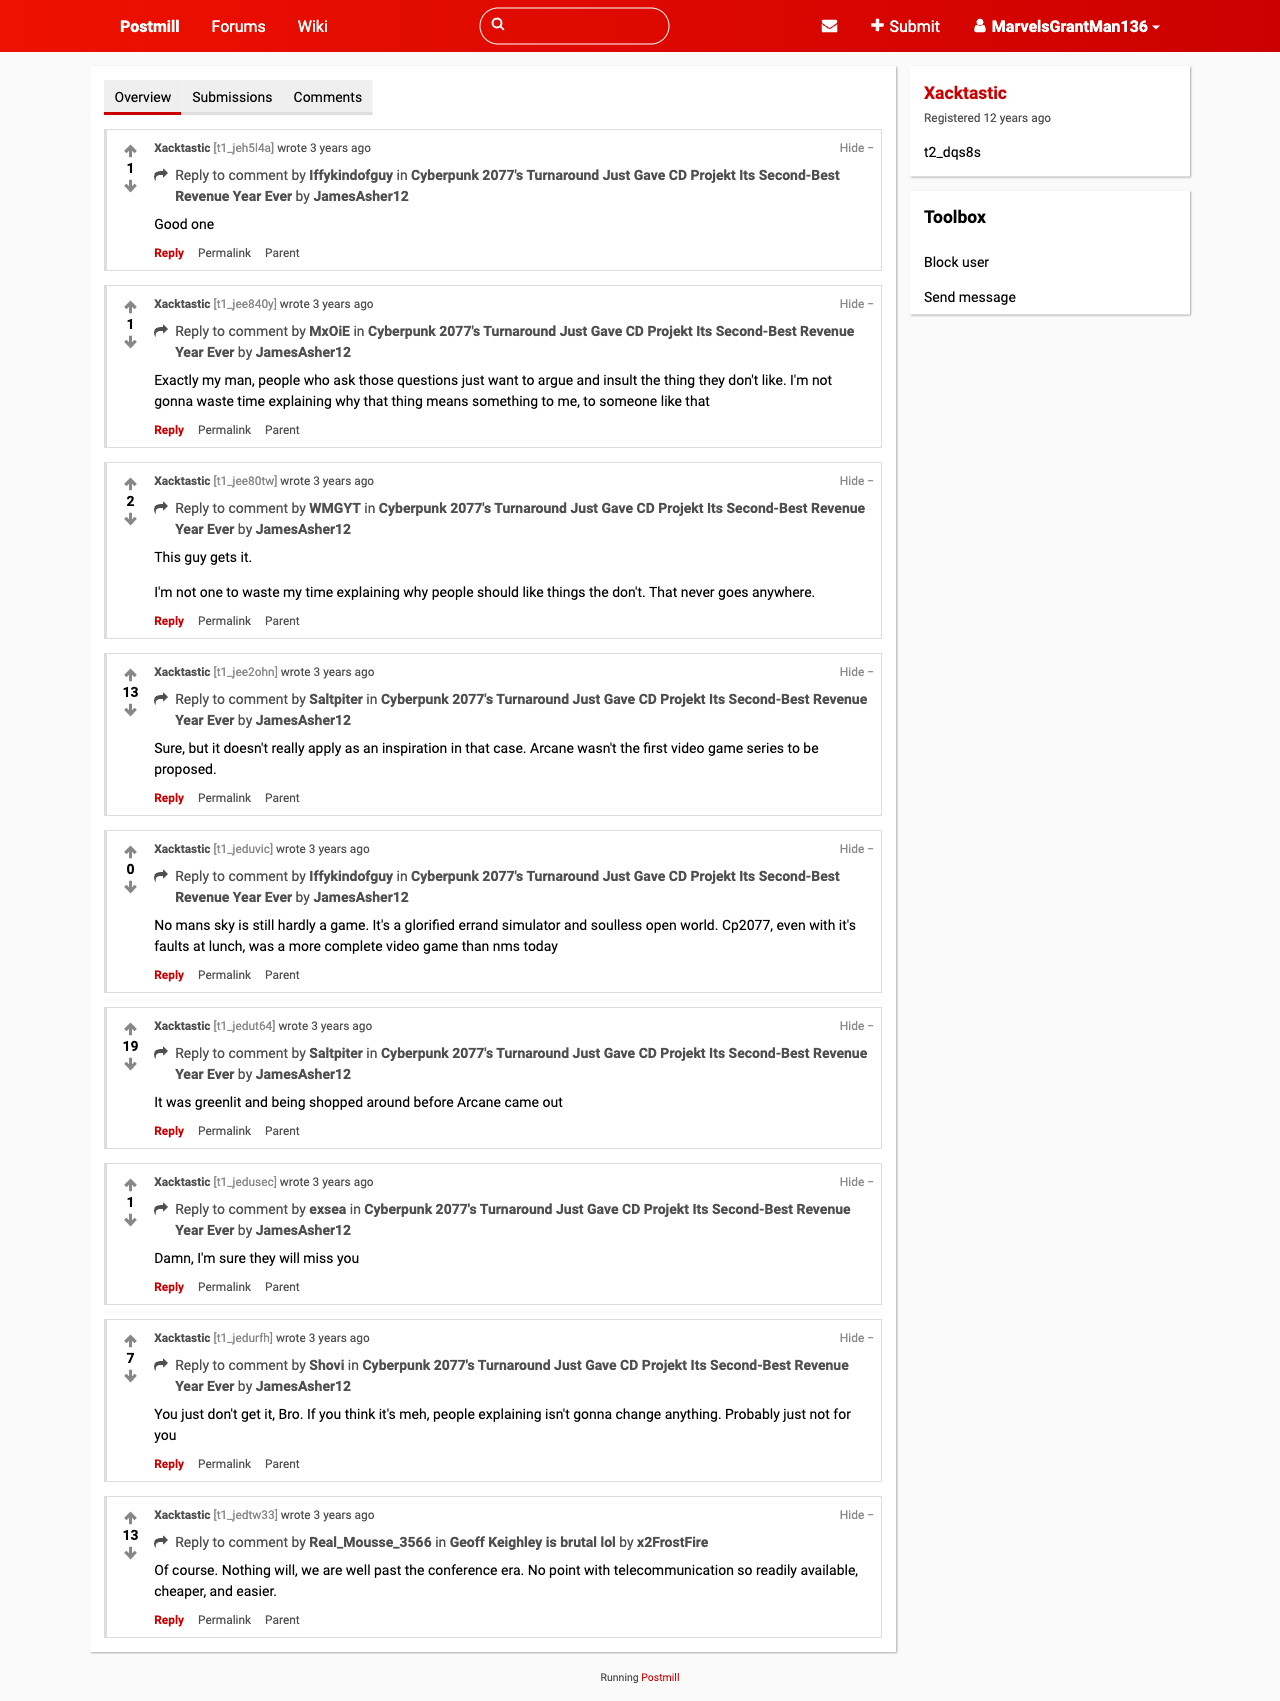 Postmill Forums Wiki Submit MarvelsGrantMan136
Overview Submissions Comments
Xacktastic [t1_jeh5l4a] wrote 3 years ago Hide −
1
Reply to comment by Iffykindofguy in Cyberpunk 2077's Turnaround Just Gave CD Projekt Its Second-Best
Revenue Year Ever by JamesAsher12
Good one
Reply Permalink Parent
Xacktastic [t1_jee840y] wrote 3 years ago Hide −
1
Reply to comment by MxOiE in Cyberpunk 2077's Turnaround Just Gave CD Projekt Its Second-Best Revenue
Year Ever by JamesAsher12
Exactly my man, people who ask those questions just want to argue and insult the thing they don't like. I'm not
gonna waste time explaining why that thing means something to me, to someone like that
Reply Permalink Parent
Xacktastic [t1_jee80tw] wrote 3 years ago Hide −
2
Reply to comment by WMGYT in Cyberpunk 2077's Turnaround Just Gave CD Projekt Its Second-Best Revenue
Year Ever by JamesAsher12
This guy gets it.
I'm not one to waste my time explaining why people should like things the don't. That never goes anywhere.
Reply Permalink Parent
Xacktastic [t1_jee2ohn] wrote 3 years ago Hide −
13
Reply to comment by Saltpiter in Cyberpunk 2077's Turnaround Just Gave CD Projekt Its Second-Best Revenue
Year Ever by JamesAsher12
Sure, but it doesn't really apply as an inspiration in that case. Arcane wasn't the first video game series to be
proposed.
Reply Permalink Parent
Xacktastic [t1_jeduvic] wrote 3 years ago Hide −
0
Reply to comment by Iffykindofguy in Cyberpunk 2077's Turnaround Just Gave CD Projekt Its Second-Best
Revenue Year Ever by JamesAsher12
No mans sky is still hardly a game. It's a glorified errand simulator and soulless open world. Cp2077, even with it's
faults at lunch, was a more complete video game than nms today
Reply Permalink Parent
Xacktastic [t1_jedut64] wrote 3 years ago Hide −
19
Reply to comment by Saltpiter in Cyberpunk 2077's Turnaround Just Gave CD Projekt Its Second-Best Revenue
Year Ever by JamesAsher12
It was greenlit and being shopped around before Arcane came out
Reply Permalink Parent
Xacktastic [t1_jedusec] wrote 3 years ago Hide −
1
Reply to comment by exsea in Cyberpunk 2077's Turnaround Just Gave CD Projekt Its Second-Best Revenue
Year Ever by JamesAsher12
Damn, I'm sure they will miss you
Reply Permalink Parent
Xacktastic [t1_jedurfh] wrote 3 years ago Hide −
7
Reply to comment by Shovi in Cyberpunk 2077's Turnaround Just Gave CD Projekt Its Second-Best Revenue
Year Ever by JamesAsher12
You just don't get it, Bro. If you think it's meh, people explaining isn't gonna change anything. Probably just not for
you
Reply Permalink Parent
Xacktastic [t1_jedtw33] wrote 3 years ago Hide −
13
Reply to comment by Real_Mousse_3566 in Geoff Keighley is brutal lol by x2FrostFire
Of course. Nothing will, we are well past the conference era. No point with telecommunication so readily available,
cheaper, and easier.
Reply Permalink Parent
Xacktastic
Registered 12 years ago
t2_dqs8s
Toolbox
Block user
Send message
Running Postmill